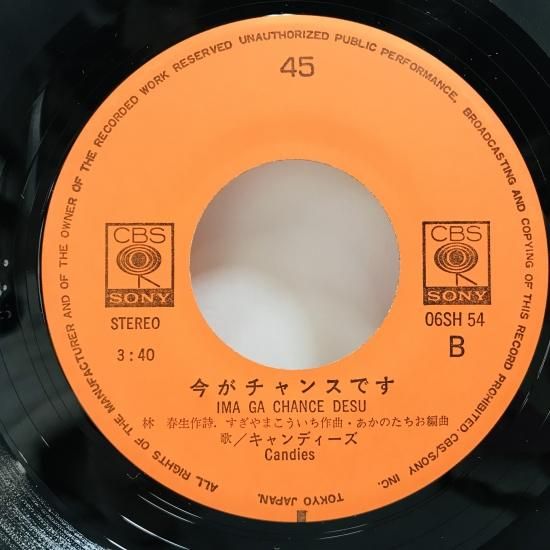 ALL RIGHTS OF THE MANUFACTURER AND OF THE OWNER OF THE RECORDED WORK RESERVED UNAUTHORIZED PUBLIC PERFORMANCE, BROADCASTING AND COPYING OF THIS RECORD PROHIBITED. CBS/SONY INC. TOKYO JAPAN.
45
CBS
SONY
STEREO
3:40
CBS
SONY
06SH 54
B
今がチャンスです
IMA GA CHANCE DESU
林 春生作詩.すぎやまこういち作曲・あかのたちお編曲
歌/キャンディーズ
Candies